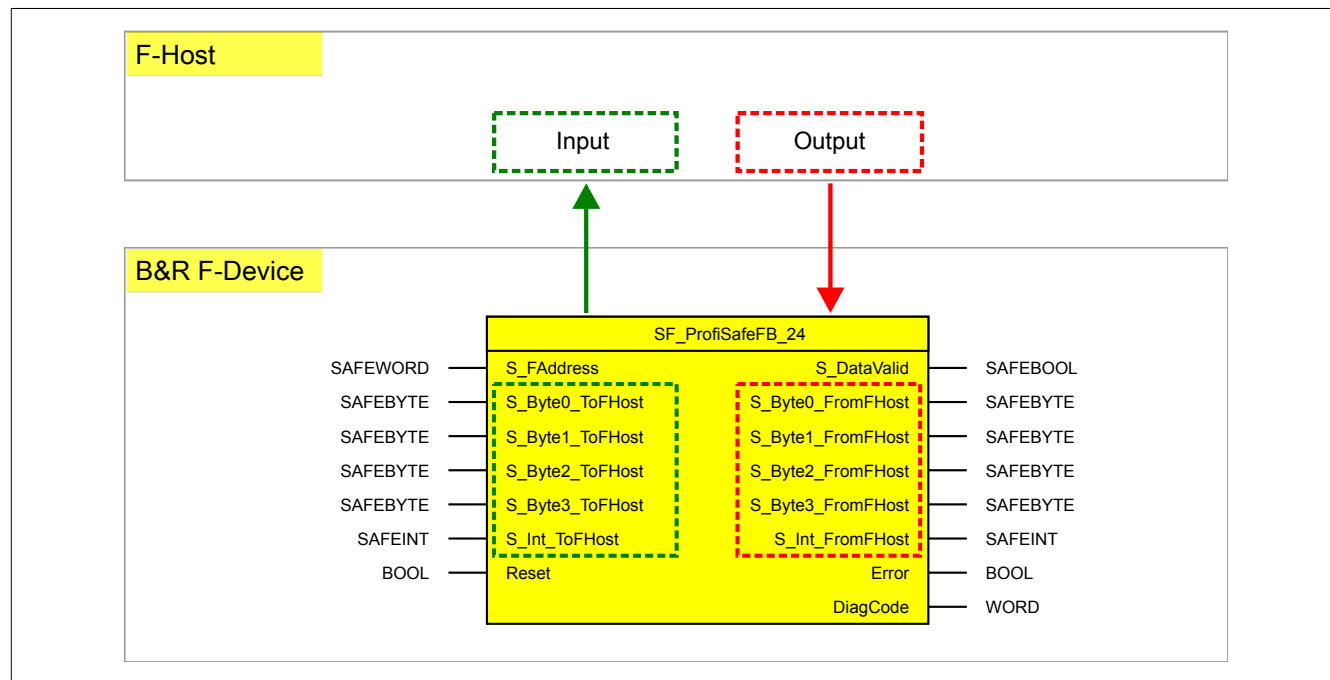 F-Host
Input Output
B&R F-Device
SF_ProfiSafeFB_24
SAFEWORD S_FAddress S_DataValid SAFEBOOL
SAFEBYTE S_Byte0_ToFHost S_Byte0_FromFHost SAFEBYTE
SAFEBYTE S_Byte1_ToFHost S_Byte1_FromFHost SAFEBYTE
SAFEBYTE S_Byte2_ToFHost S_Byte2_FromFHost SAFEBYTE
SAFEBYTE S_Byte3_ToFHost S_Byte3_FromFHost SAFEBYTE
SAFEINT S_Int_ToFHost S_Int_FromFHost SAFEINT
BOOL Reset Error BOOL
DiagCode WORD